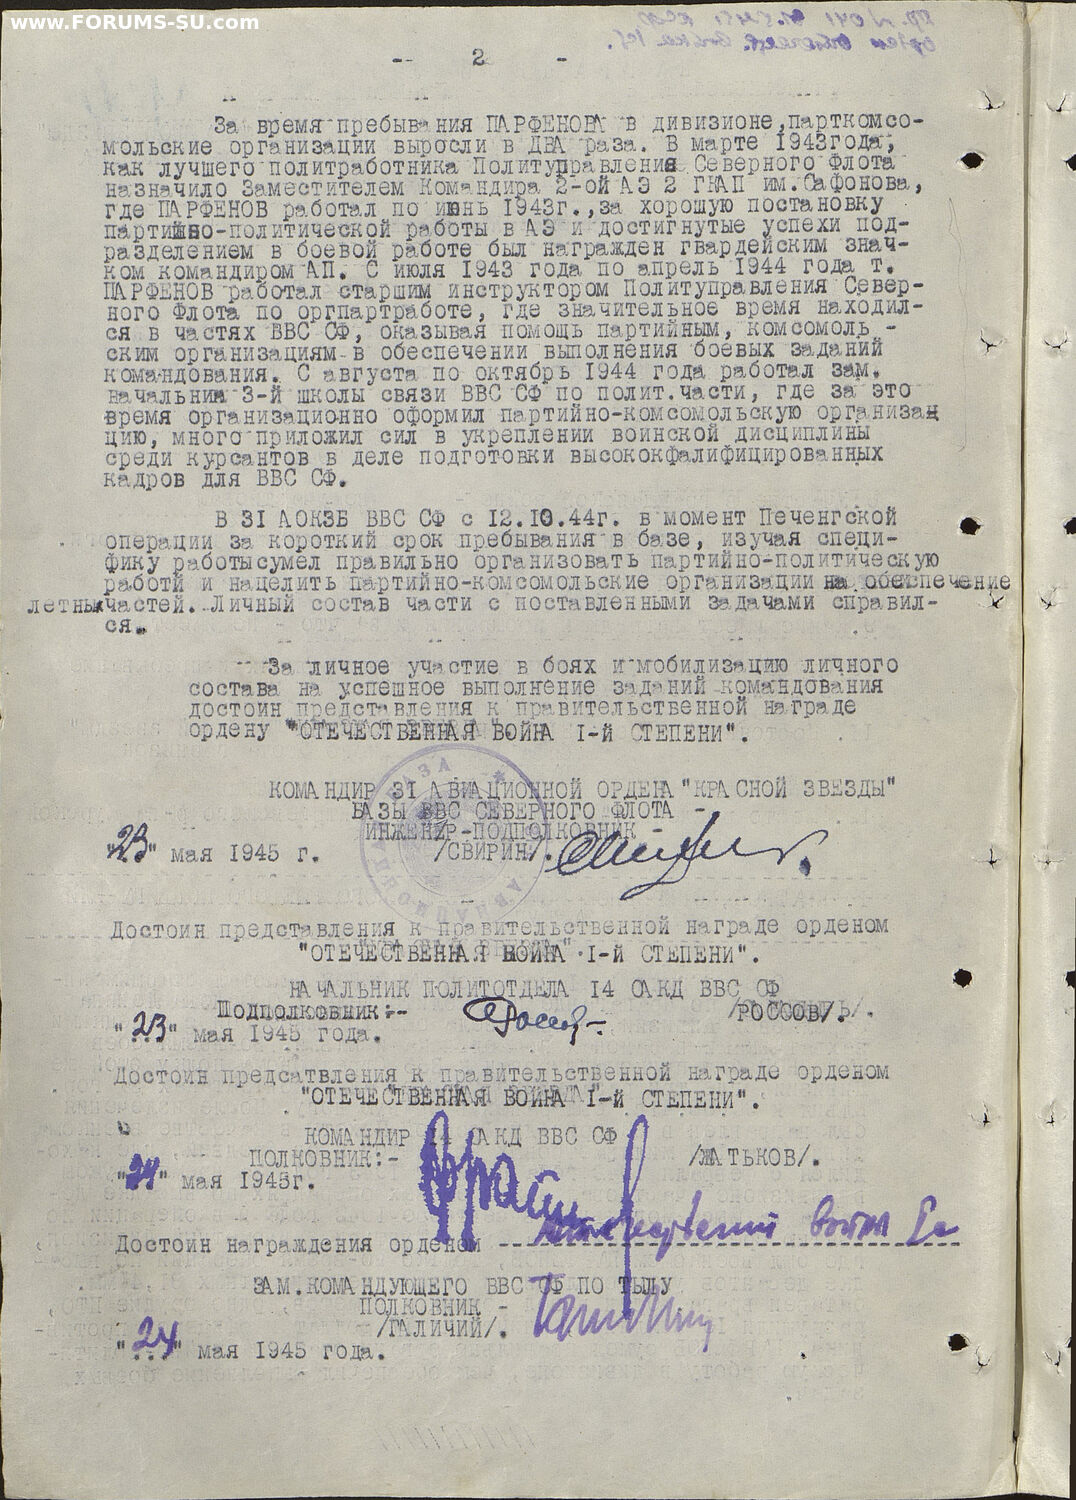 www.FORUMS-SU.com
-- 2 -
За время пребывания ПАРФЕНОВА в дивизионе,парткомсо-
мольские организации выросли в ДВА раза. В марте 1943года,
как лучшего политработника Политуправления Северного Флота
назначило Заместителем Командира 2-ой АЭ 2 ГКАП им.Сафонова,
где ПАРФЕНОВ работал по июнь 1943г.,за хорошую постановку
партийно-политической работы в АЭ и достигнутые успехи под-
разделением в боевой работе был награжден гвардейским знач-
ком командиром АП. С июля 1943 года по апрель 1944 года т.
ПАРФЕНОВ работал старшим инструктором Политуправления Север-
ного Флота по оргпартработе, где значительное время находил-
ся в частях ВВС СФ, оказывая помощь партийным, комсомоль -
ским организациям в обеспечении выполнения боевых заданий
командования. С августа по октябрь 1944 года работал зам.
начальниа 3-й школы связи ВВС СФ по полит.части, где за это
время организационно оформил партийно-комсомольскую организац
цию, много приложил сил в укреплении воинской дисциплины
среди курсантов в деле подготовки высококфалифицированных
кадров для ВВС СФ.
В 31 АОКЗБ ВВС СФ с 12.10.44г. в момент Печенгской
операции за короткий срок пребывания в базе, изучая специ-
фику работысумел правильно организовать партийно-политическую
работй и нацелить партийно-комсомольские организации на обеспечение
летных частей. Личный состав части с поставленными задачами справил-
ся.
За личное участие в боях и мобилизацию личного
состава на успешное выполнение заданий командования
достоин представления к правительственной награде
ордену "ОТЕЧЕСТВЕННАЯ ВОЙНА I-й СТЕПЕНИ".
КОМАНДИР 31 АВИАЦИОННОЙ ОРДЕНА "КРАСНОЙ ЗВЕЗДЫ"
БАЗЫ ВВС СЕВЕРНОГО ФЛОТА -
ИНЖЕНЕР-ПОДПОЛКОВНИК -
/СВИРИН/.
"23" мая 1945 г.
Достоин представления к правительственной награде орденом
"ОТЕЧЕСТВЕННАЯ ВОЙНА I-й СТЕПЕНИ".
НАЧАЛЬНИК ПОЛИТОТДЕЛА 14 САКД ВВС СФ
Подполковник:-
/РОССОВ/.
"23" мая 1945 года.
Достоин предсатвления к правительственной награде орденом
"ОТЕЧЕСТВЕННАЯ ВОЙНА I-й СТЕПЕНИ".
КОМАНДИР 14 САКД ВВС СФ
ПОЛКОВНИК:-
/ЖАТЬКОВ/.
"24" мая 1945г.
Достоин награждения орденом Отечественной войны I ст
ЗАМ.КОМАНДУЮЩЕГО ВВС СФ ПО ТЫЛУ
ПОЛКОВНИК -
/ГАЛИЧИЙ/.
"24" мая 1945 года.